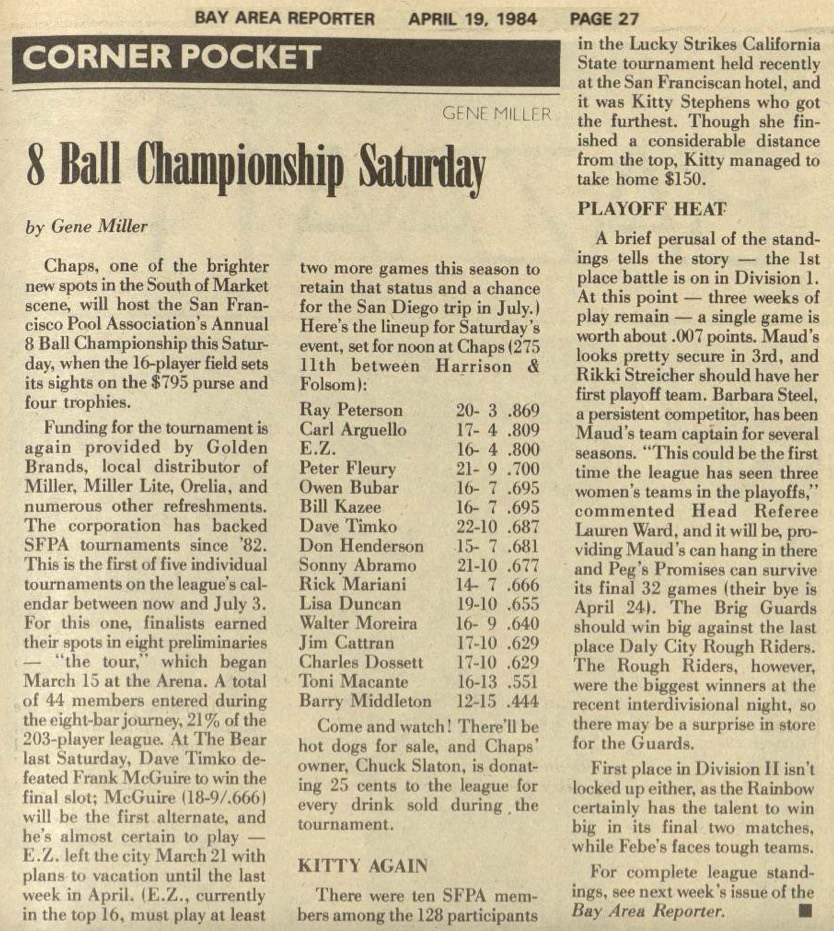 BAY AREA REPORTER APRIL 19, 1984 PAGE 27
CORNER POCKET
GENE MILLER
8 Ball Championship Saturday
by Gene Miller
Chaps, one of the brighter
new spots in the South of Market
scene, will host the San Fran-
cisco Pool Association's Annual
8 Ball Championship this Satur-
day, when the 16-player field sets
its sights on the $795 purse and
four trophies.
Funding for the tournament is
again provided by Golden
Brands, local distributor of
Miller, Miller Lite, Orelia, and
numerous other refreshments.
The corporation has backed
SFPA tournaments since '82.
This is the first of five individual
tournaments on the league's cal-
endar between now and July 3.
For this one, finalists earned
their spots in eight preliminaries
— "the tour," which began
March 15 at the Arena. A total
of 44 members entered during
the eight-bar journey, 21% of the
203-player league. At The Bear
last Saturday, Dave Timko de-
feated Frank McGuire to win the
final slot; McGuire (18-9/.666)
will be the first alternate, and
he's almost certain to play —
E.Z. left the city March 21 with
plans to vacation until the last
week in April. (E.Z., currently
in the top 16, must play at least
two more games this season to
retain that status and a chance
for the San Diego trip in July.)
Here's the lineup for Saturday's
event, set for noon at Chaps (275
11th between Harrison &
Folsom):
Ray Peterson 20- 3 .869
Carl Arguello 17- 4 .809
E.Z. 16- 4 .800
Peter Fleury 21- 9 .700
Owen Bubar 16- 7 .695
Bill Kazee 16- 7 .695
Dave Timko 22-10 .687
Don Henderson 15- 7 .681
Sonny Abramo 21-10 .677
Rick Mariani 14- 7 .666
Lisa Duncan 19-10 .655
Walter Moreira 16- 9 .640
Jim Cattran 17-10 .629
Charles Dossett 17-10 .629
Toni Macante 16-13 .551
Barry Middleton 12-15 .444
Come and watch! There'll be
hot dogs for sale, and Chaps'
owner, Chuck Slaton, is donat-
ing 25 cents to the league for
every drink sold during the
tournament.
KITTY AGAIN
There were ten SFPA mem-
bers among the 128 participants
in the Lucky Strikes California
State tournament held recently
at the San Franciscan hotel, and
it was Kitty Stephens who got
the furthest. Though she fin-
ished a considerable distance
from the top, Kitty managed to
take home $150.
PLAYOFF HEAT
A brief perusal of the stand-
ings tells the story — the 1st
place battle is on in Division 1.
At this point — three weeks of
play remain — a single game is
worth about .007 points. Maud's
looks pretty secure in 3rd, and
Rikki Streicher should have her
first playoff team. Barbara Steel,
a persistent competitor, has been
Maud's team captain for several
seasons. "This could be the first
time the league has seen three
women's teams in the playoffs,"
commented Head Referee
Lauren Ward, and it will be, pro-
viding Maud's can hang in there
and Peg's Promises can survive
its final 32 games (their bye is
April 24). The Brig Guards
should win big against the last
place Daly City Rough Riders.
The Rough Riders, however,
were the biggest winners at the
recent interdivisional night, so
there may be a surprise in store
for the Guards.
First place in Division II isn't
locked up either, as the Rainbow
certainly has the talent to win
big in its final two matches,
while Febe's faces tough teams.
For complete league stand-
ings, see next week's issue of the
Bay Area Reporter.